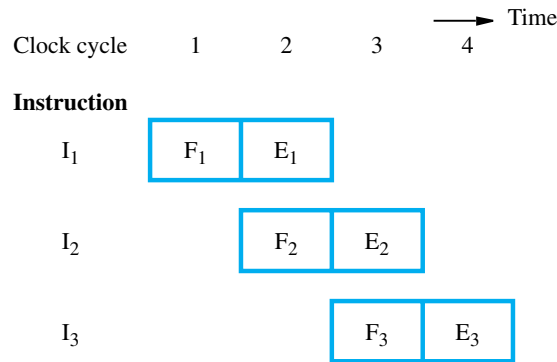 Time
Clock cycle 1 2 3 4
Instruction
I1 F1 E1
I2 F2 E2
I3 F3 E3